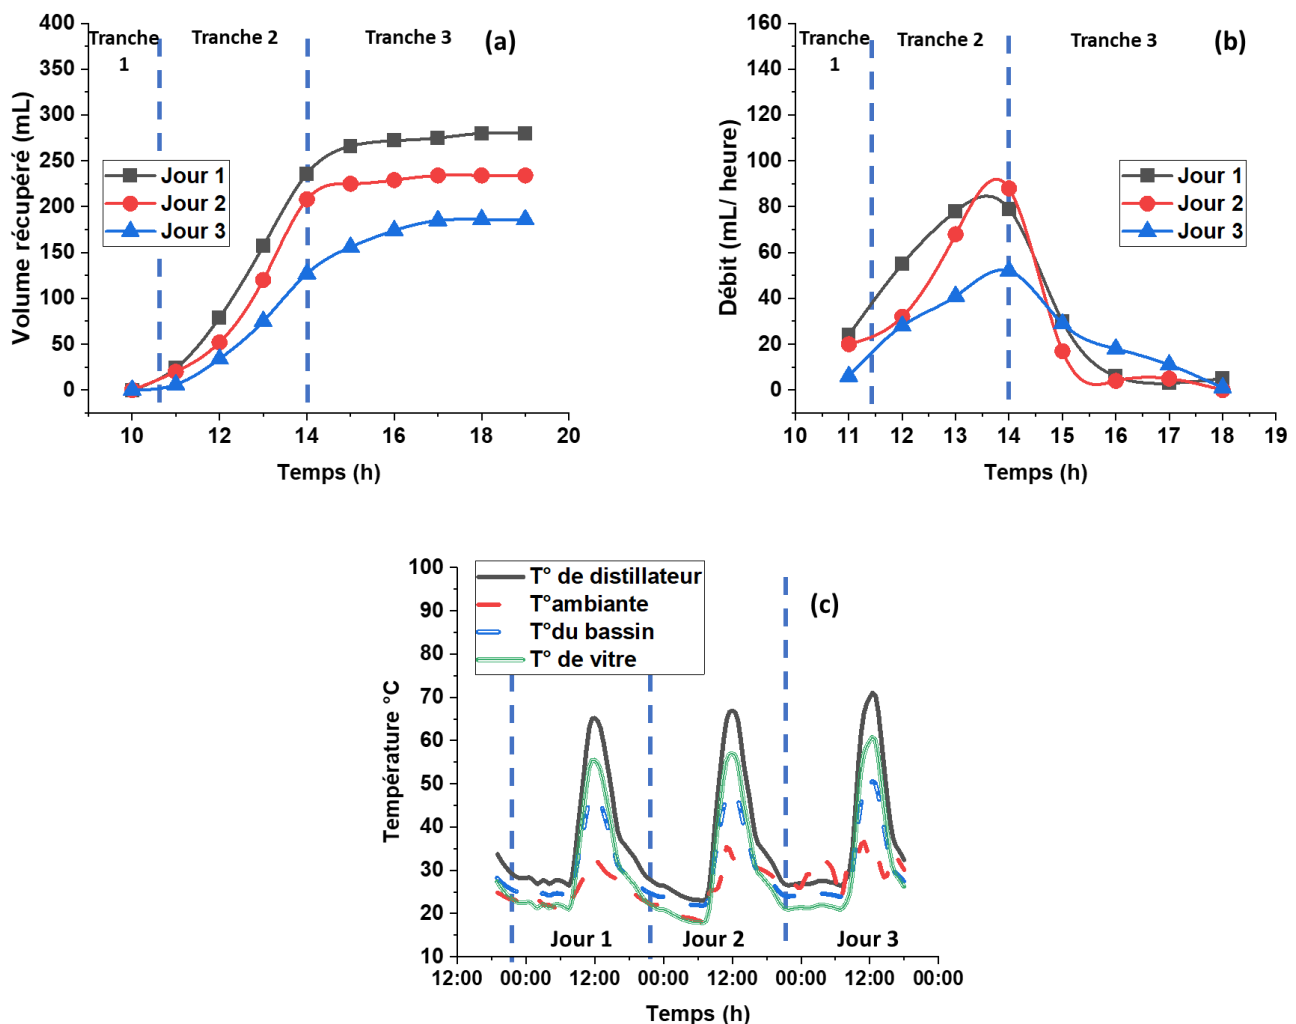 400
350
300
250
200
150
100
50
0
Volume récupéré (mL)
Tranche
1
Tranche 2
Tranche 3
(a)
Jour 1
Jour 2
Jour 3
10 12 14 16 18 20
Temps (h)
160
140
120
100
80
60
40
20
0
Débit (mL/ heure)
Tranche
1
Tranche 2
Tranche 3
(b)
Jour 1
Jour 2
Jour 3
10 11 12 13 14 15 16 17 18 19
Temps (h)
100
90
80
70
60
50
40
30
20
10
Température °C
T° de distillateur
T°ambiante
T°du bassin
T° de vitre
(c)
Jour 1
Jour 2
Jour 3
12:00 00:00 12:00 00:00 12:00 00:00 12:00 00:00
Temps (h)